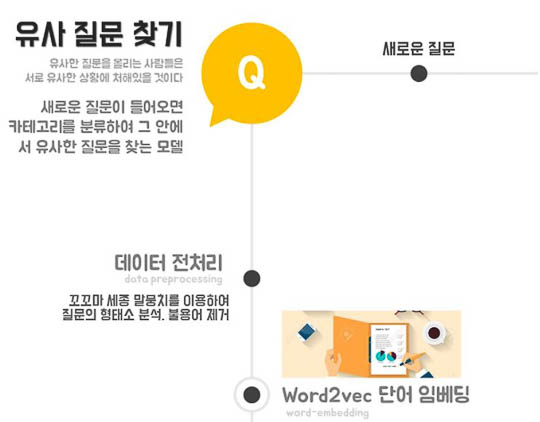 유사 질문 찾기
유사한 질문을 올리는 사람들은
서로 유사한 상황에 처해있을 것이다
새로운 질문이 들어오면
카테고리를 분류하여 그 안에
서 유사한 질문을 찾는 모델
Q
새로운 질문
데이터 전처리
data preprocessing
꼬꼬마 세종 말뭉치를 이용하여
질문의 형태소 분석. 불용어 제거
Word2vec 단어 임베딩
word-embedding